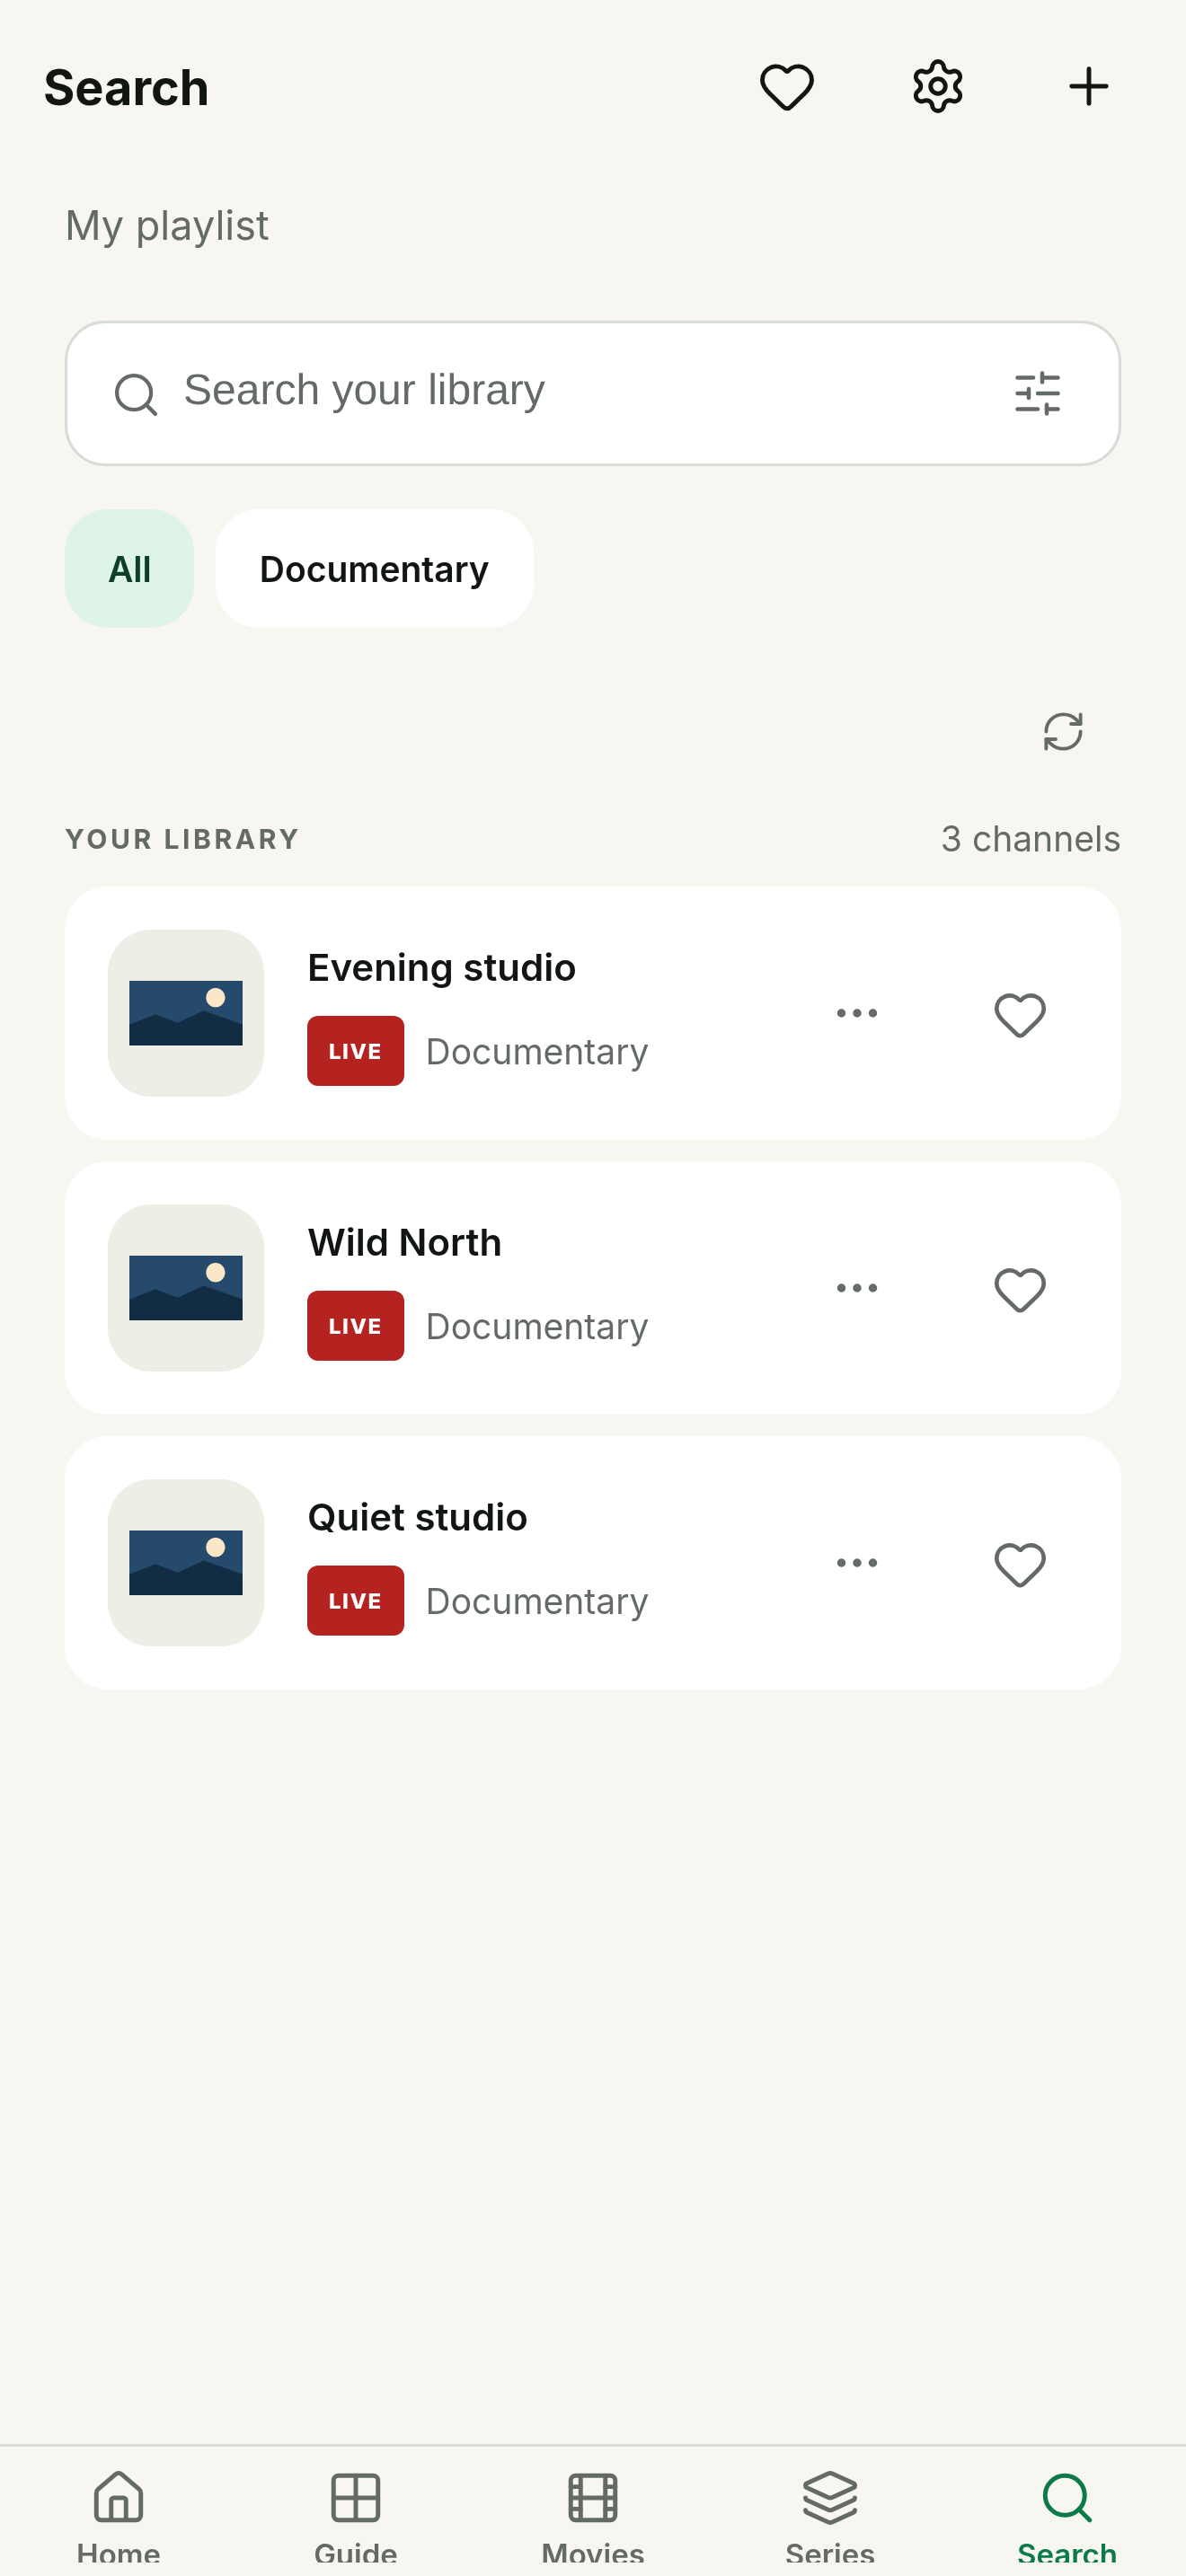 Search
My playlist
Search your library
All
Documentary
YOUR LIBRARY
3 channels
Evening studio
LIVE Documentary
Wild North
LIVE Documentary
Quiet studio
LIVE Documentary
Home Guide Movies Series Search